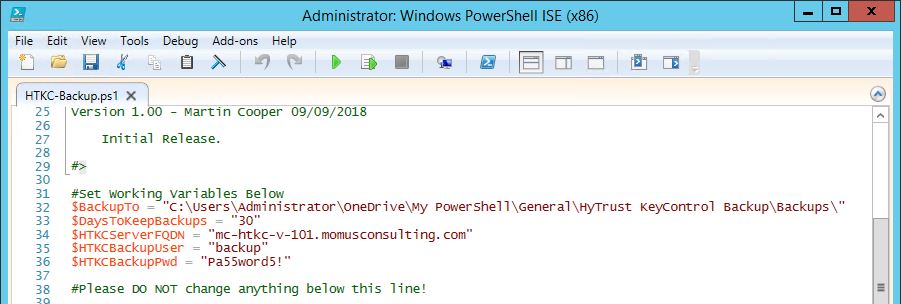 Administrator: Windows PowerShell ISE (x86)
File Edit View Tools Debug Add-ons Help
HTKC-Backup.ps1
25 Version 1.00 - Martin Cooper 09/09/2018
26
27 Initial Release.
28
29 #>
30
31 #Set Working Variables Below
32 $BackupTo = "C:\Users\Administrator\OneDrive\My PowerShell\General\HyTrust KeyControl Backup\Backups\"
33 $DaysToKeepBackups = "30"
34 $HTKCServerFQDN = "mc-htkc-v-101.momusconsulting.com"
35 $HTKCBackupUser = "backup"
36 $HTKCBackupPwd = "Pa55word5!"
37
38 #Please DO NOT change anything below this line!
39